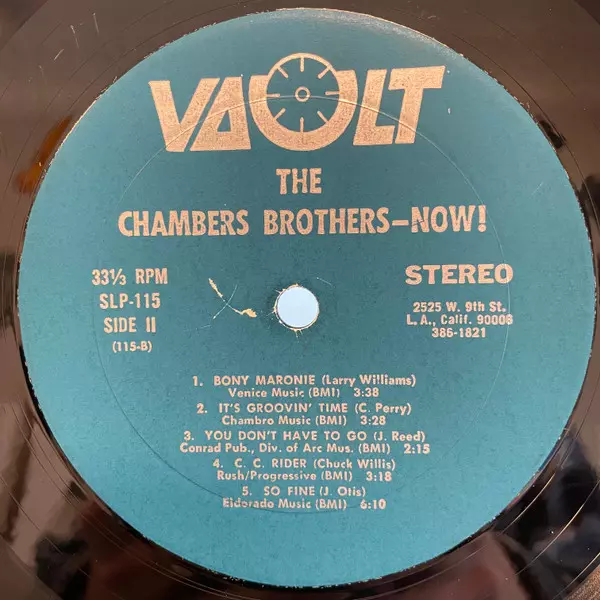 VAULT
THE
CHAMBERS BROTHERS—NOW!
33⅓ RPM
SLP-115
SIDE II
(115-B)
STEREO
2525 W. 9th St.
L. A., Calif. 90006
386-1821
1. BONY MARONIE (Larry Williams)
Venice Music (BMI) 3:38
2. IT'S GROOVIN' TIME (C. Perry)
Chambro Music (BMI) 3:28
3. YOU DON'T HAVE TO GO (J. Reed)
Conrad Pub., Div. of Arc Mus. (BMI) 2:15
4. C. C. RIDER (Chuck Willis)
Rush/Progressive (BMI) 3:18
5. SO FINE (J. Otis)
Eldorado Music (BMI) 6:10